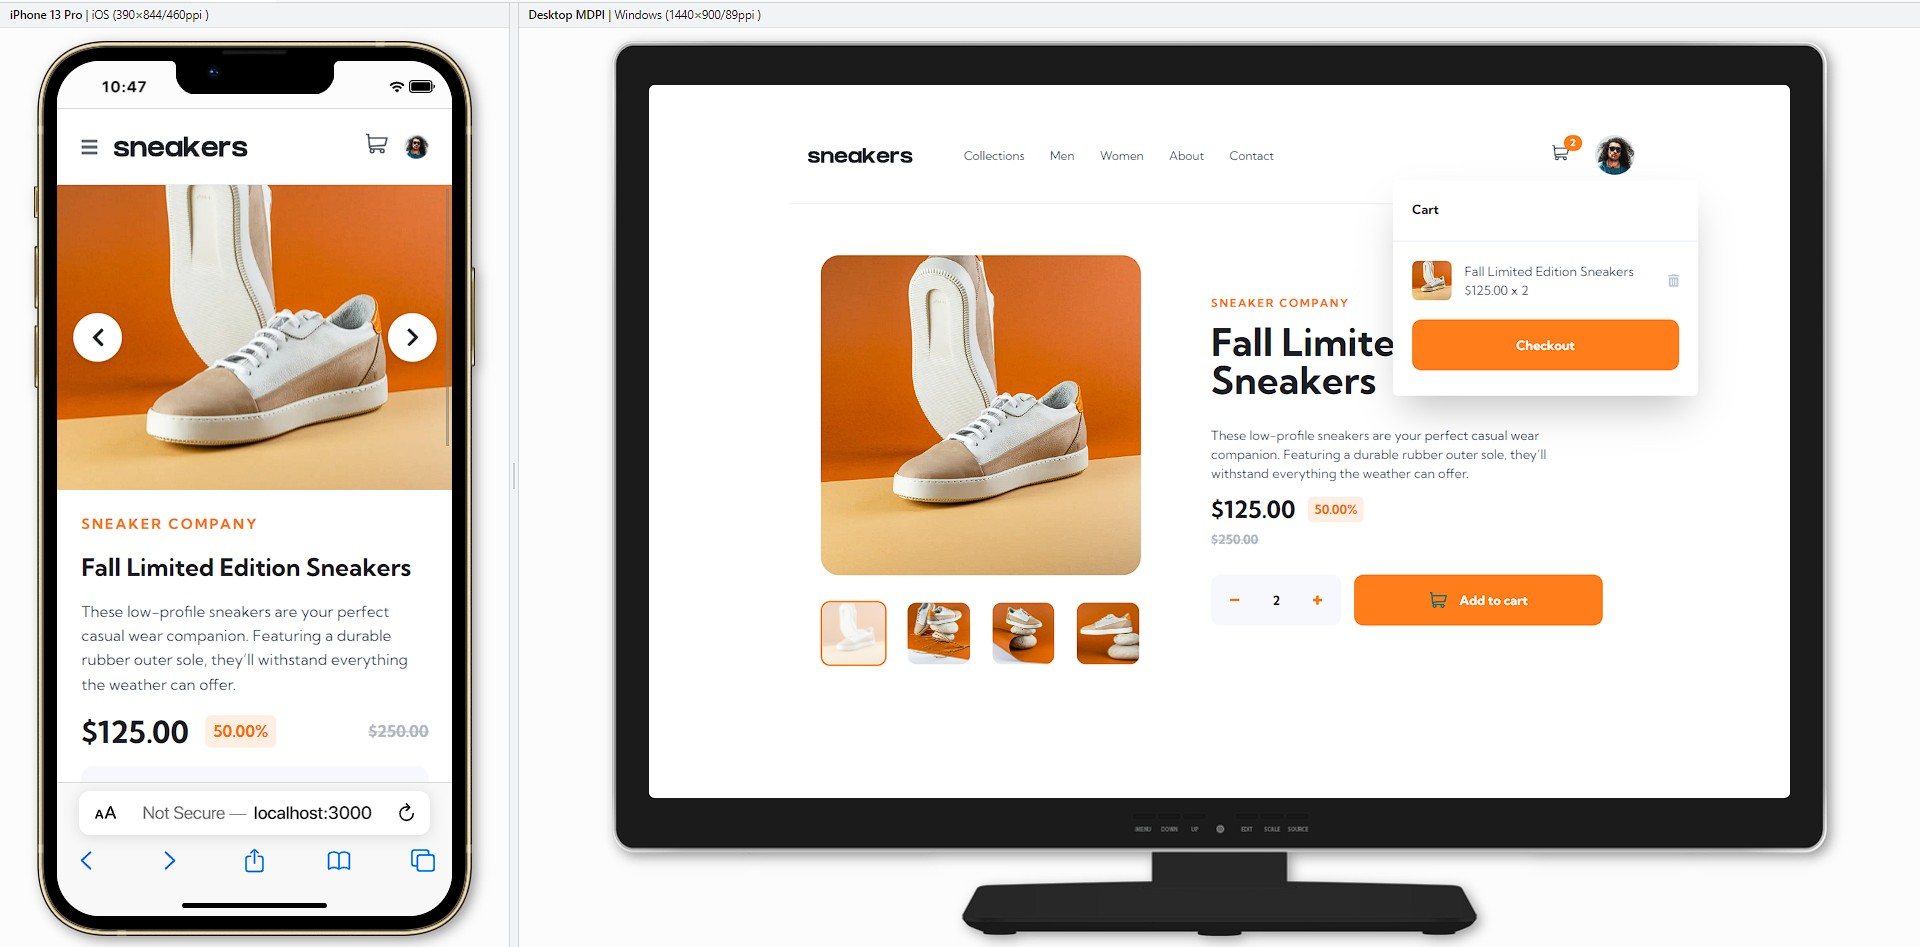 iPhone 13 Pro | iOS (390×844/460ppi )
10:47
sneakers
SNEAKER COMPANY
Fall Limited Edition Sneakers
These low-profile sneakers are your perfect
casual wear companion. Featuring a durable
rubber outer sole, they'll withstand everything
the weather can offer.
$125.00 50.00% $250.00
AA Not Secure — localhost:3000
Desktop MDPI | Windows (1440×900/89ppi )
sneakers Collections Men Women About Contact 2
Cart
Fall Limited Edition Sneakers
$125.00 x 2
Checkout
SNEAKER COMPANY
Fall Limite
Sneakers
These low-profile sneakers are your perfect casual wear
companion. Featuring a durable rubber outer sole, they'll
withstand everything the weather can offer.
$125.00 50.00%
$250.00
2 Add to cart
MENU DOWN UP EDIT SCALE SOURCE